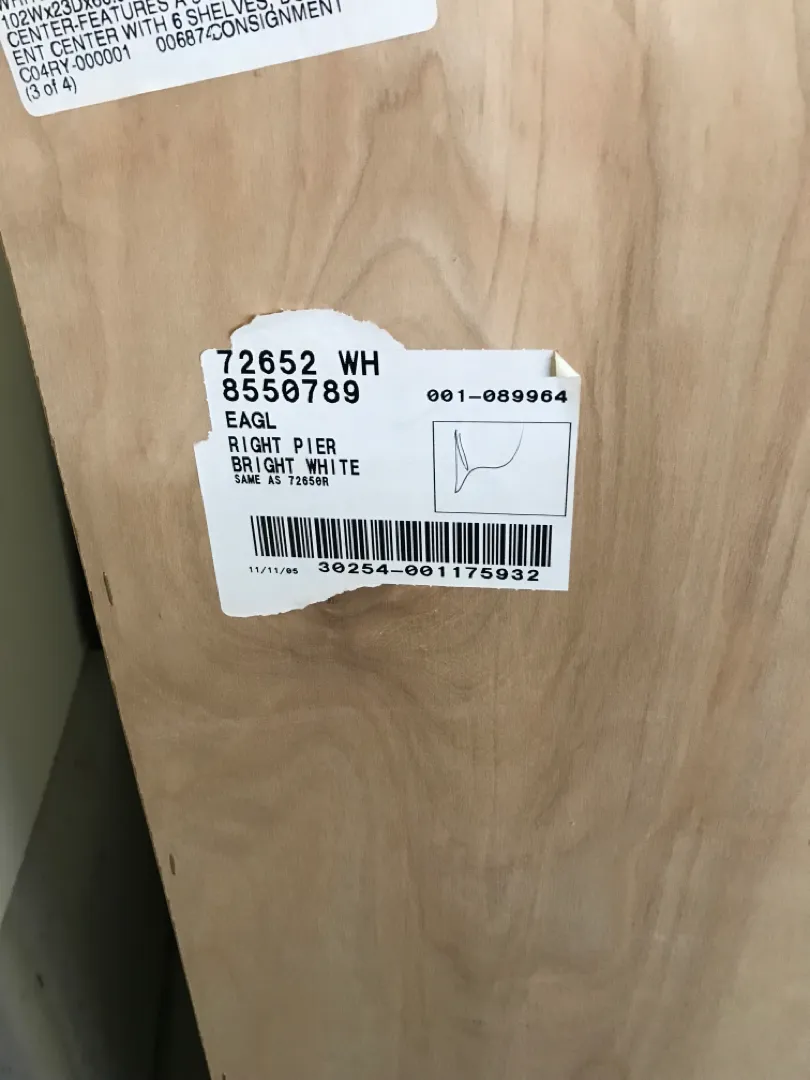 102Wx23Dx
CENTER-FEATURES A
ENT CENTER WITH 6 SHELVES,
C04RY-000001 006874 CONSIGNMENT
(3 of 4)
72652 WH
8550789
001-089964
EAGL
RIGHT PIER
BRIGHT WHITE
SAME AS 72650R
11/11/05 30254-001175932